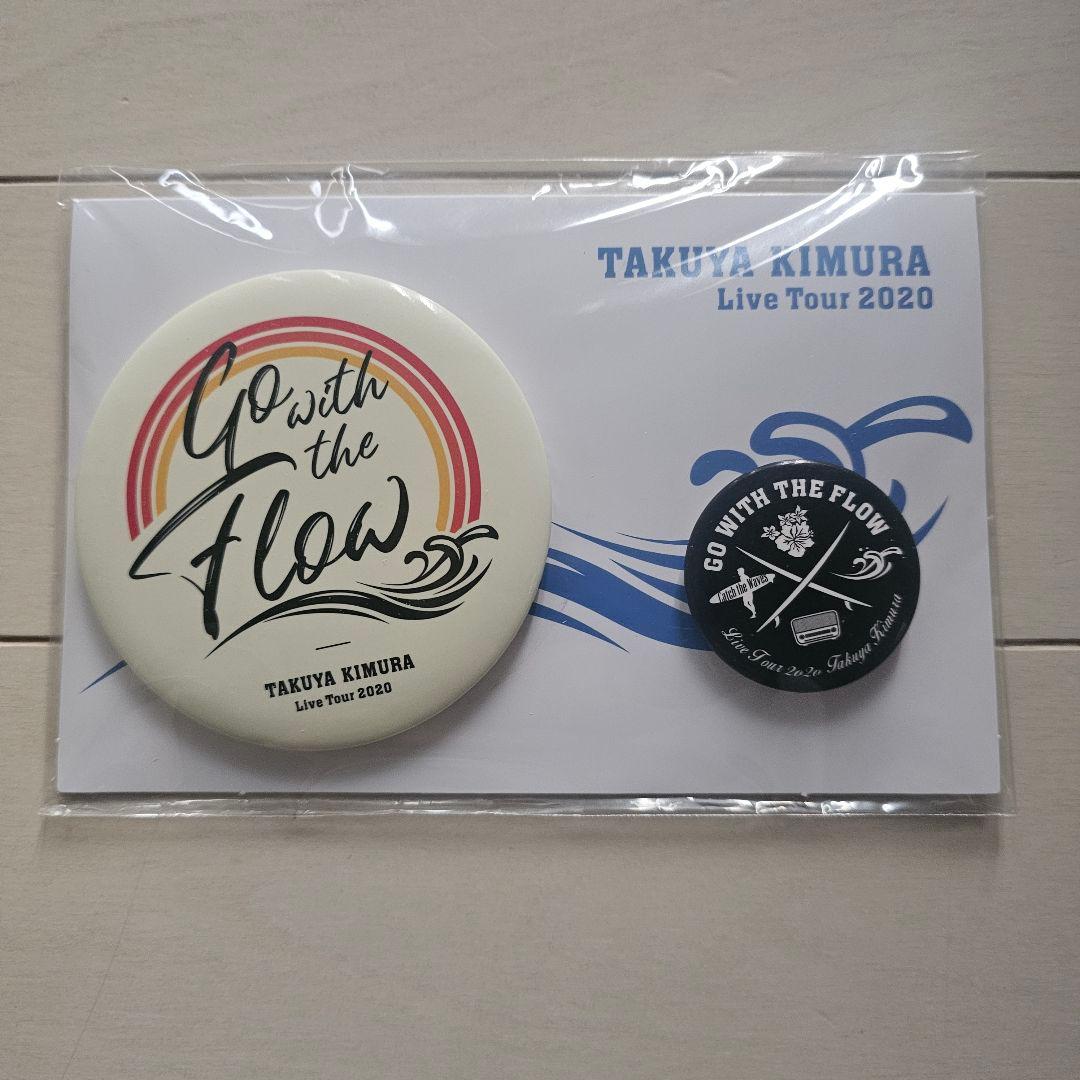 TAKUYA KIMURA
Live Tour 2020
Go with
the
Flow
TAKUYA KIMURA
Live Tour 2020
GO WITH THE FLOW
Catch the Waves
Live Tour 2020 Takuya Kimura